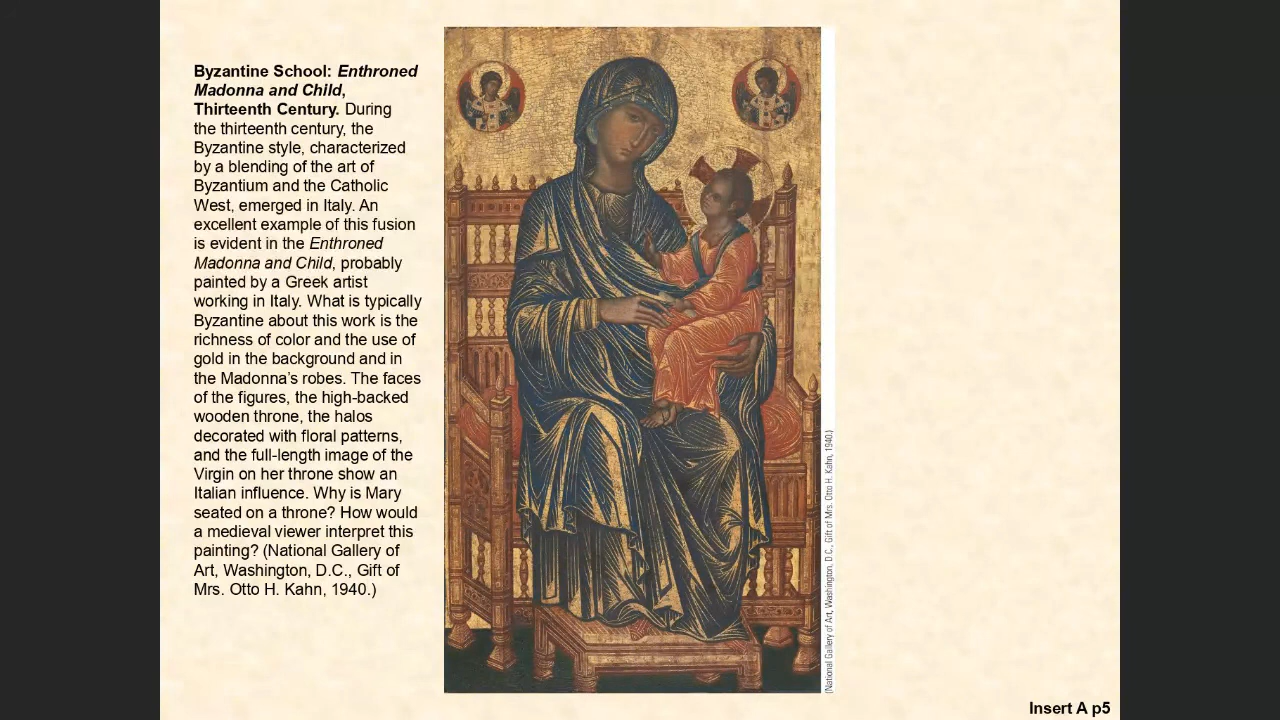 Byzantine School: Enthroned
Madonna and Child,
Thirteenth Century. During
the thirteenth century, the
Byzantine style, characterized
by a blending of the art of
Byzantium and the Catholic
West, emerged in Italy. An
excellent example of this fusion
is evident in the Enthroned
Madonna and Child, probably
painted by a Greek artist
working in Italy. What is typically
Byzantine about this work is the
richness of color and the use of
gold in the background and in
the Madonna’s robes. The faces
of the figures, the high-backed
wooden throne, the halos
decorated with floral patterns,
and the full-length image of the
Virgin on her throne show an
Italian influence. Why is Mary
seated on a throne? How would
a medieval viewer interpret this
painting? (National Gallery of
Art, Washington, D.C., Gift of
Mrs. Otto H. Kahn, 1940.)
(National Gallery of Art, Washington, D.C., Gift of Mrs. Otto H. Kahn, 1940.)
Insert A p5